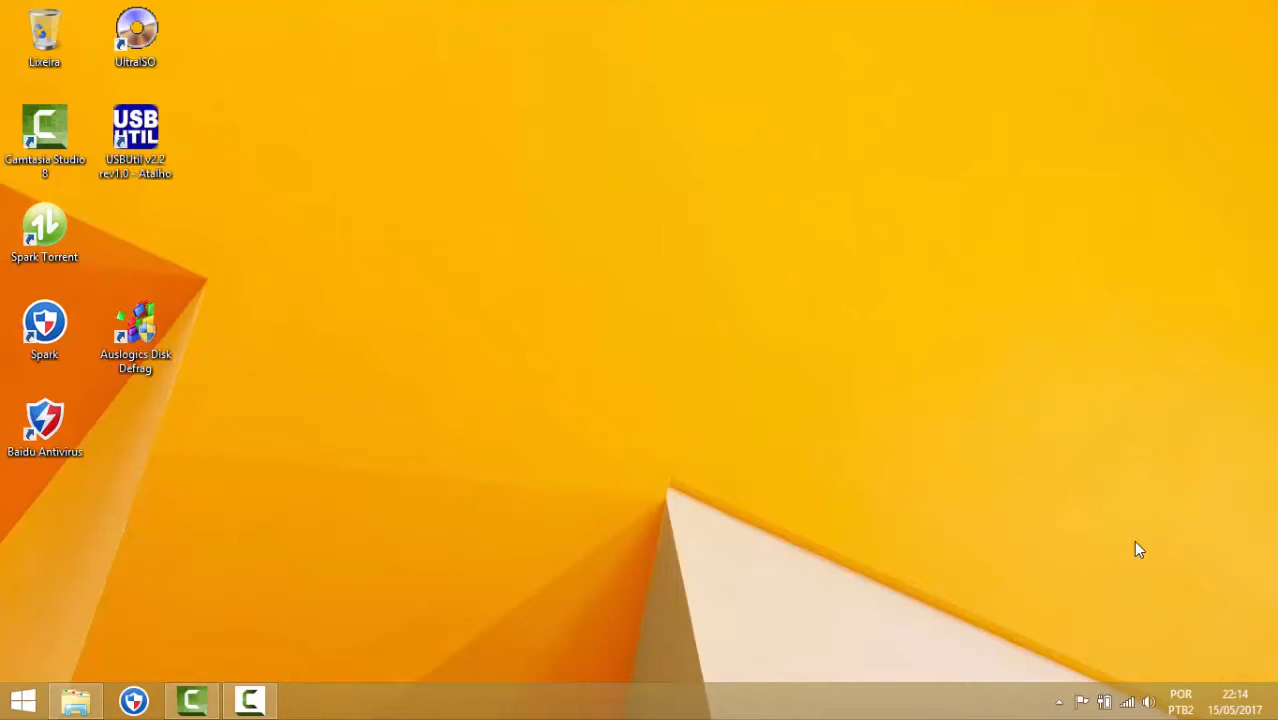 Lixeira
UltraISO
Camtasia Studio
8
USB
UTIL
USBUtil v2.2
rev1.0 - Atalho
Spark Torrent
Spark
Auslogics Disk
Defrag
Baidu Antivirus
POR
PTB2
22:14
15/05/2017